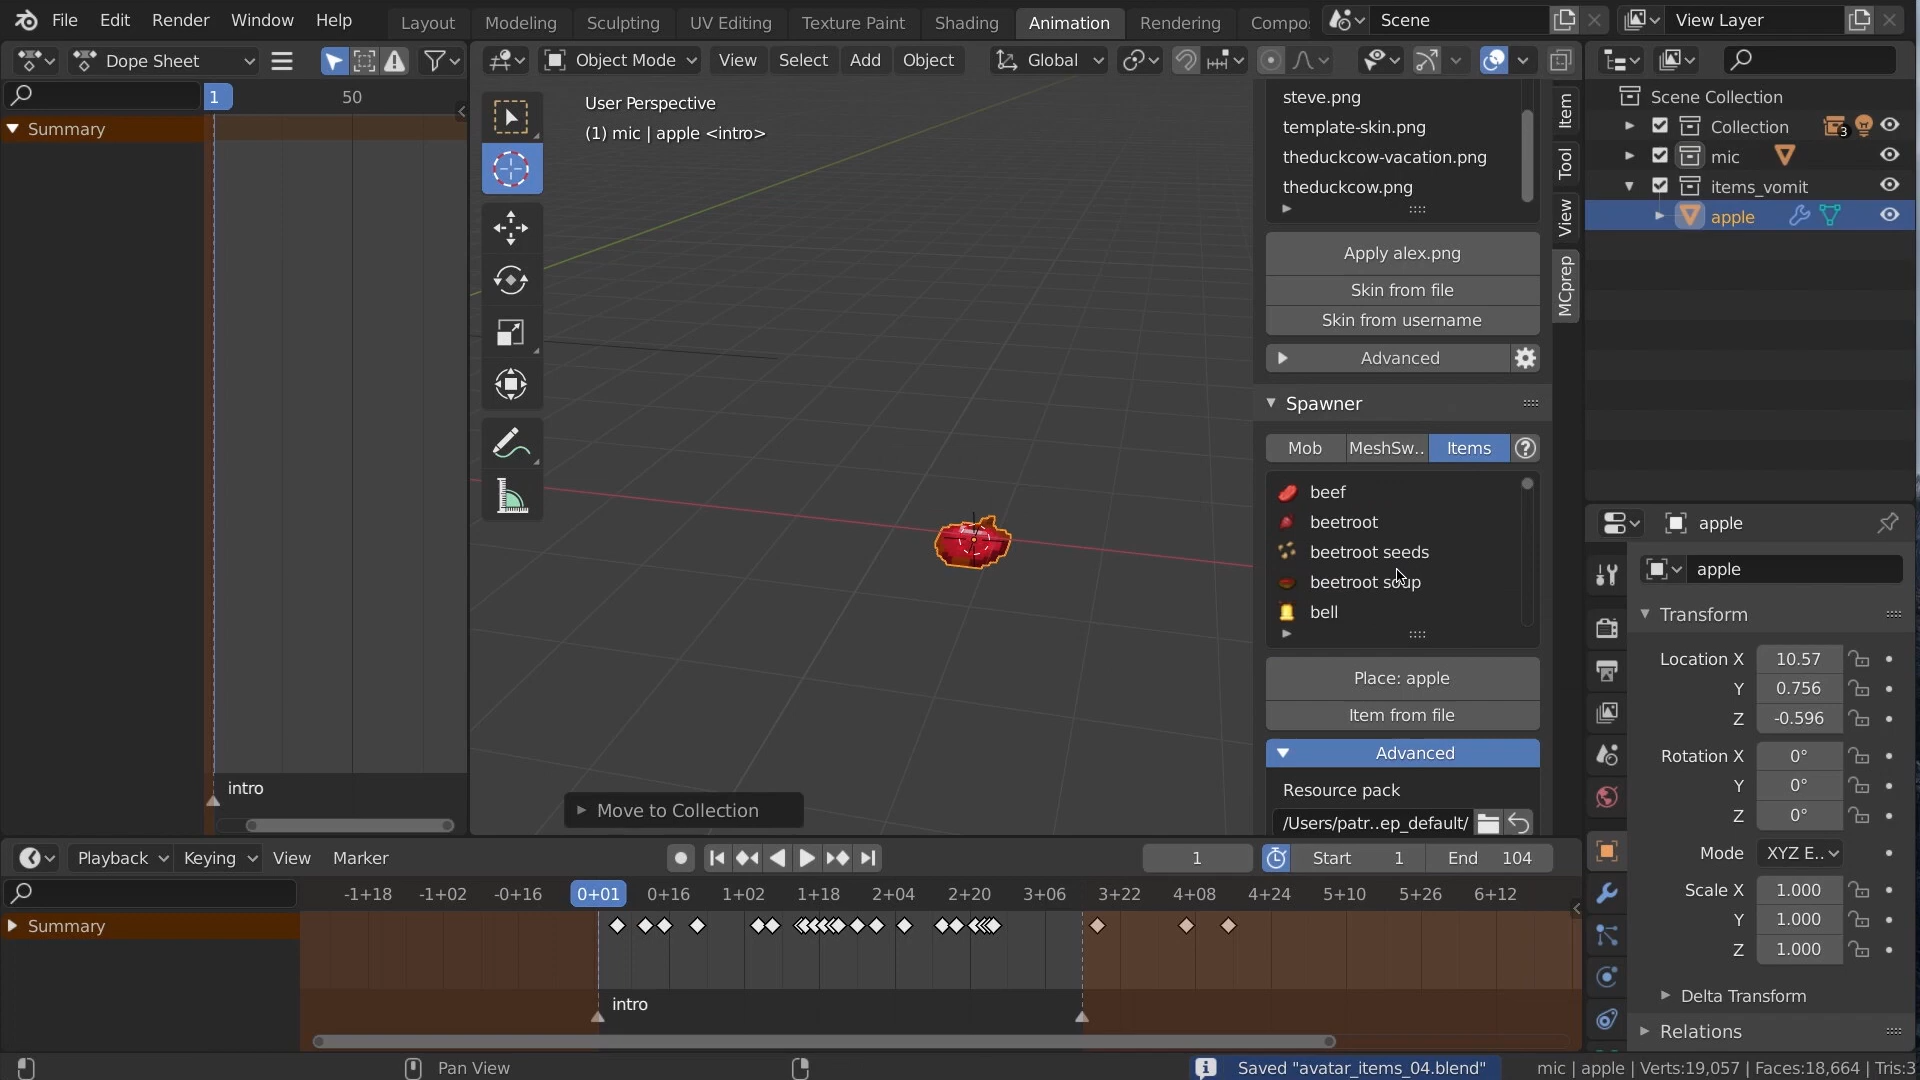 File Edit Render Window Help
Layout Modeling Sculpting UV Editing Texture Paint Shading Animation Rendering Compo
Scene
View Layer
Dope Sheet
Object Mode View Select Add Object Global
1 50
Summary
User Perspective
(1) mic | apple <intro>
steve.png
template-skin.png
theduckcow-vacation.png
theduckcow.png
Apply alex.png
Skin from file
Skin from username
Advanced
Spawner
Mob MeshSw.. Items
beef
beetroot
beetroot seeds
beetroot soup
bell
Place: apple
Item from file
Advanced
Resource pack
/Users/patr..ep_default/
Item
Tool
View
MCprep
Scene Collection
Collection 3
mic
items_vomit
apple
apple
apple
Transform
Location X 10.57
Y 0.756
Z -0.596
Rotation X 0°
Y 0°
Z 0°
Mode XYZ E..
Scale X 1.000
Y 1.000
Z 1.000
Delta Transform
Relations
intro
Move to Collection
Playback Keying View Marker
1 Start 1 End 104
-1+18 -1+02 -0+16 0+01 0+16 1+02 1+18 2+04 2+20 3+06 3+22 4+08 4+24 5+10 5+26 6+12
Summary
intro
Pan View
Saved "avatar_items_04.blend"
mic | apple | Verts:19,057 | Faces:18,664 | Tris:3